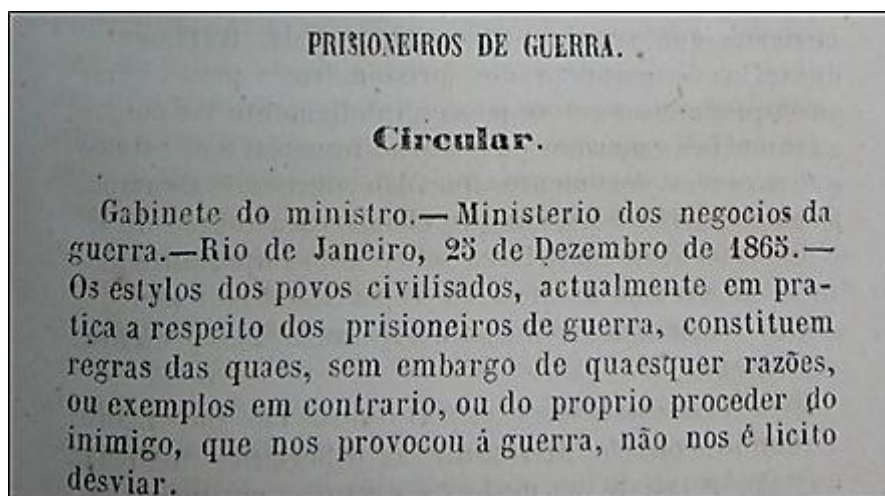 PRISIONEIROS DE GUERRA.
Circular.
Gabinete do ministro.— Ministerio dos negocios da
guerra.—Rio de Janeiro, 25 de Dezembro de 1865.—
Os éstylos dos povos civilisados, actualmente em pra-
tica a respeito dos prisioneiros de guerra, constituem
regras das quaes, sem embargo de quaesquer razões,
ou exemplos em contrario, ou do proprio proceder do
inimigo, que nos provocou á guerra, não nos é licito
desviar.